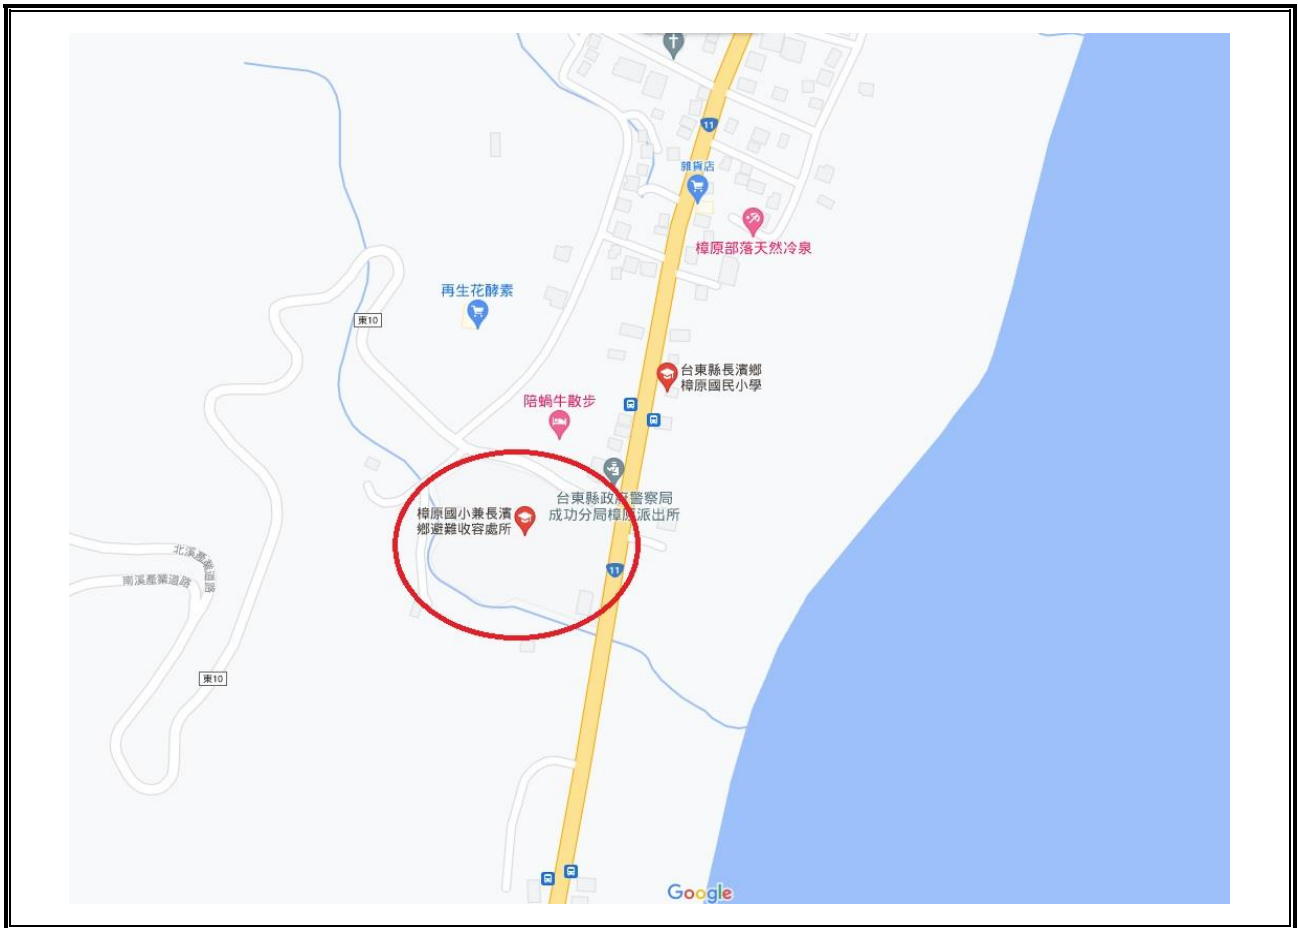 11
雜貨店
樟原部落天然冷泉
再生花酵素
東10
台東縣長濱鄉
樟原國民小學
陪蝸牛散步
台東縣政府警察局
成功分局樟原派出所
樟原國小兼長濱
鄉避難收容處所
北溪產業道路
11
南溪產業道路
東10
Google